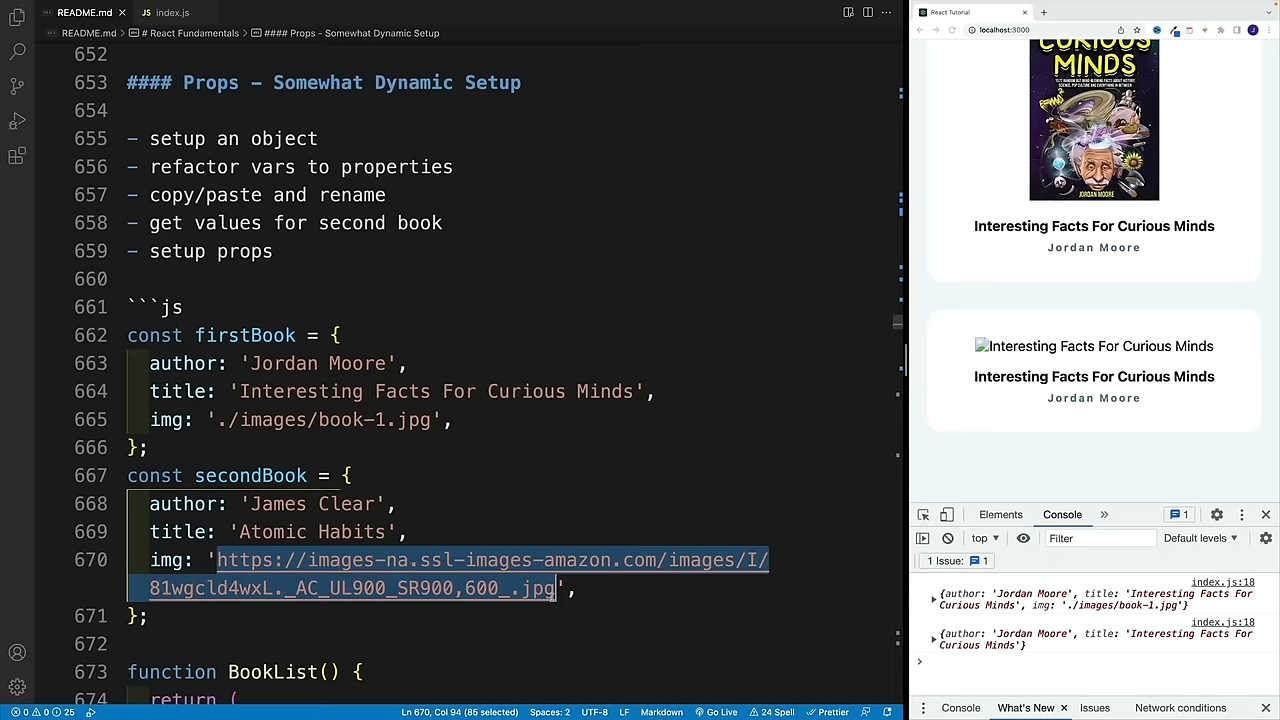 README.md
index.js
README.md > # React Fundamentals > #### Props - Somewhat Dynamic Setup
652
653 #### Props - Somewhat Dynamic Setup
654
655 - setup an object
656 - refactor vars to properties
657 - copy/paste and rename
658 - get values for second book
659 - setup props
660
661 ```js
662 const firstBook = {
663 author: 'Jordan Moore',
664 title: 'Interesting Facts For Curious Minds',
665 img: './images/book-1.jpg',
666 };
667 const secondBook = {
668 author: 'James Clear',
669 title: 'Atomic Habits',
670 img: 'https://images-na.ssl-images-amazon.com/images/I/
81wgcld4wxL._AC_UL900_SR900,600_.jpg',
671 };
672
673 function BookList() {
674 return (
0 0 25
Ln 670, Col 94 (85 selected) Spaces: 2 UTF-8 LF Markdown Go Live 24 Spell Prettier
React Tutorial
localhost:3000
CURIOUS
MINDS
JORDAN MOORE
Interesting Facts For Curious Minds
Jordan Moore
Interesting Facts For Curious Minds
Interesting Facts For Curious Minds
Jordan Moore
Elements Console 1
top Filter Default levels
1 Issue: 1
index.js:18
{author: 'Jordan Moore', title: 'Interesting Facts For
Curious Minds', img: './images/book-1.jpg'}
index.js:18
{author: 'Jordan Moore', title: 'Interesting Facts For
Curious Minds'}
Console What's New Issues Network conditions